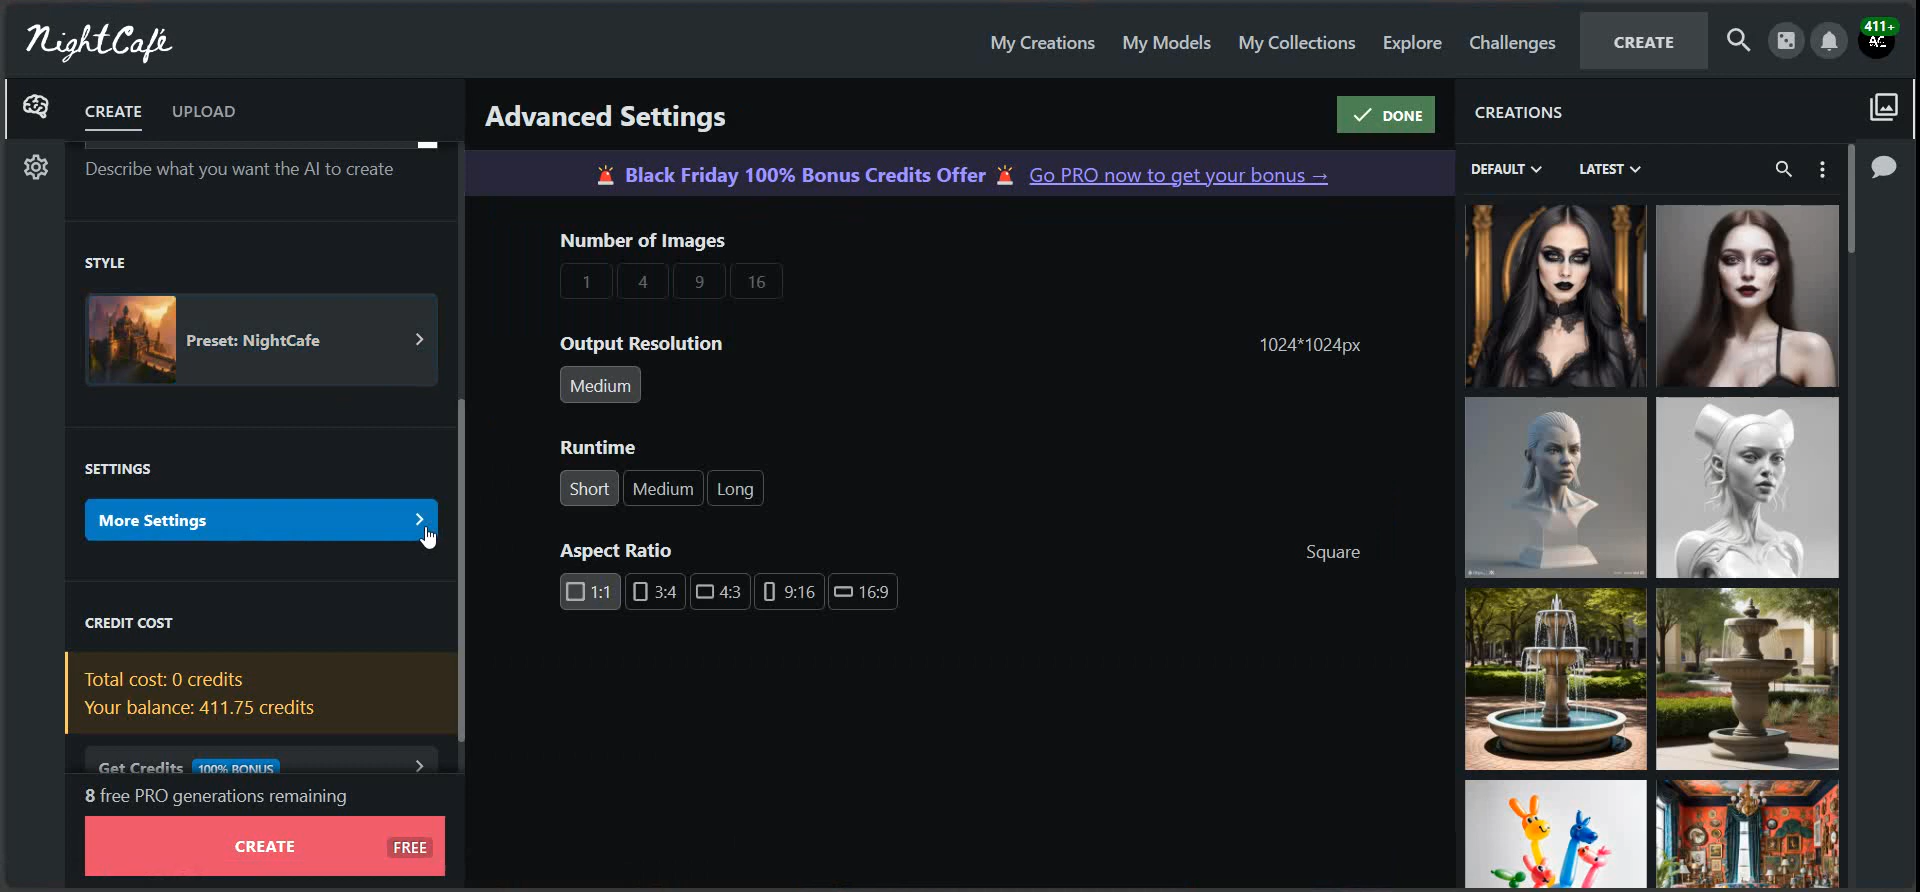 NightCafé
My Creations
My Models
My Collections
Explore
Challenges
CREATE
411+
AC
CREATE
UPLOAD
Describe what you want the AI to create
STYLE
Preset: NightCafe
SETTINGS
More Settings
CREDIT COST
Total cost: 0 credits
Your balance: 411.75 credits
Get Credits 100% BONUS
8 free PRO generations remaining
CREATE FREE
Advanced Settings
DONE
Black Friday 100% Bonus Credits Offer Go PRO now to get your bonus →
Number of Images
1 4 9 16
Output Resolution 1024*1024px
Medium
Runtime
Short Medium Long
Aspect Ratio Square
1:1 3:4 4:3 9:16 16:9
CREATIONS
DEFAULT LATEST